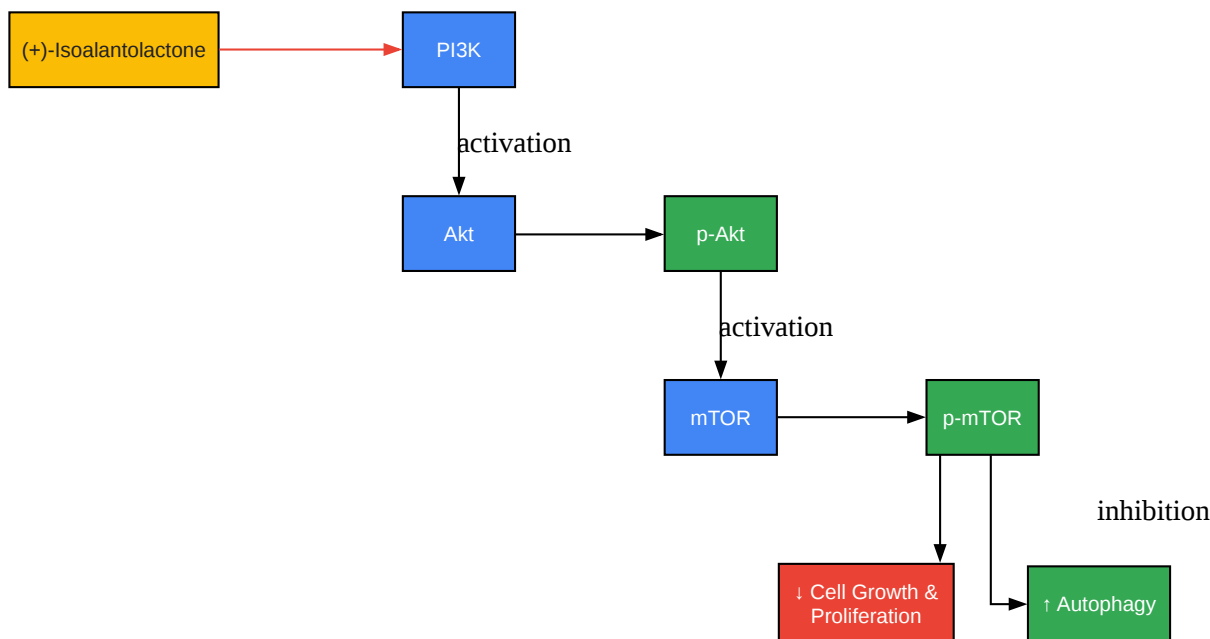 (+)-Isoalantolactone
PI3K
activation
Akt
p-Akt
activation
mTOR
p-mTOR
inhibition
↓ Cell Growth &
Proliferation
↑ Autophagy